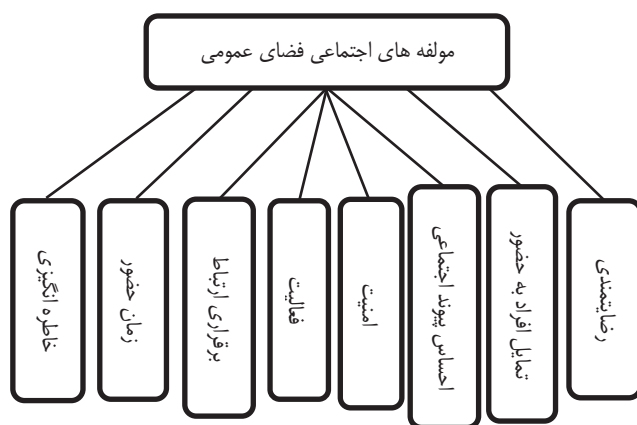 مولفه های اجتماعی فضای عمومی
رضایتمندی
تمایل افراد به حضور
احساس پیوند اجتماعی
امنیت
فعالیت
برقراری ارتباط
زمان حضور
خاطره انگیزی